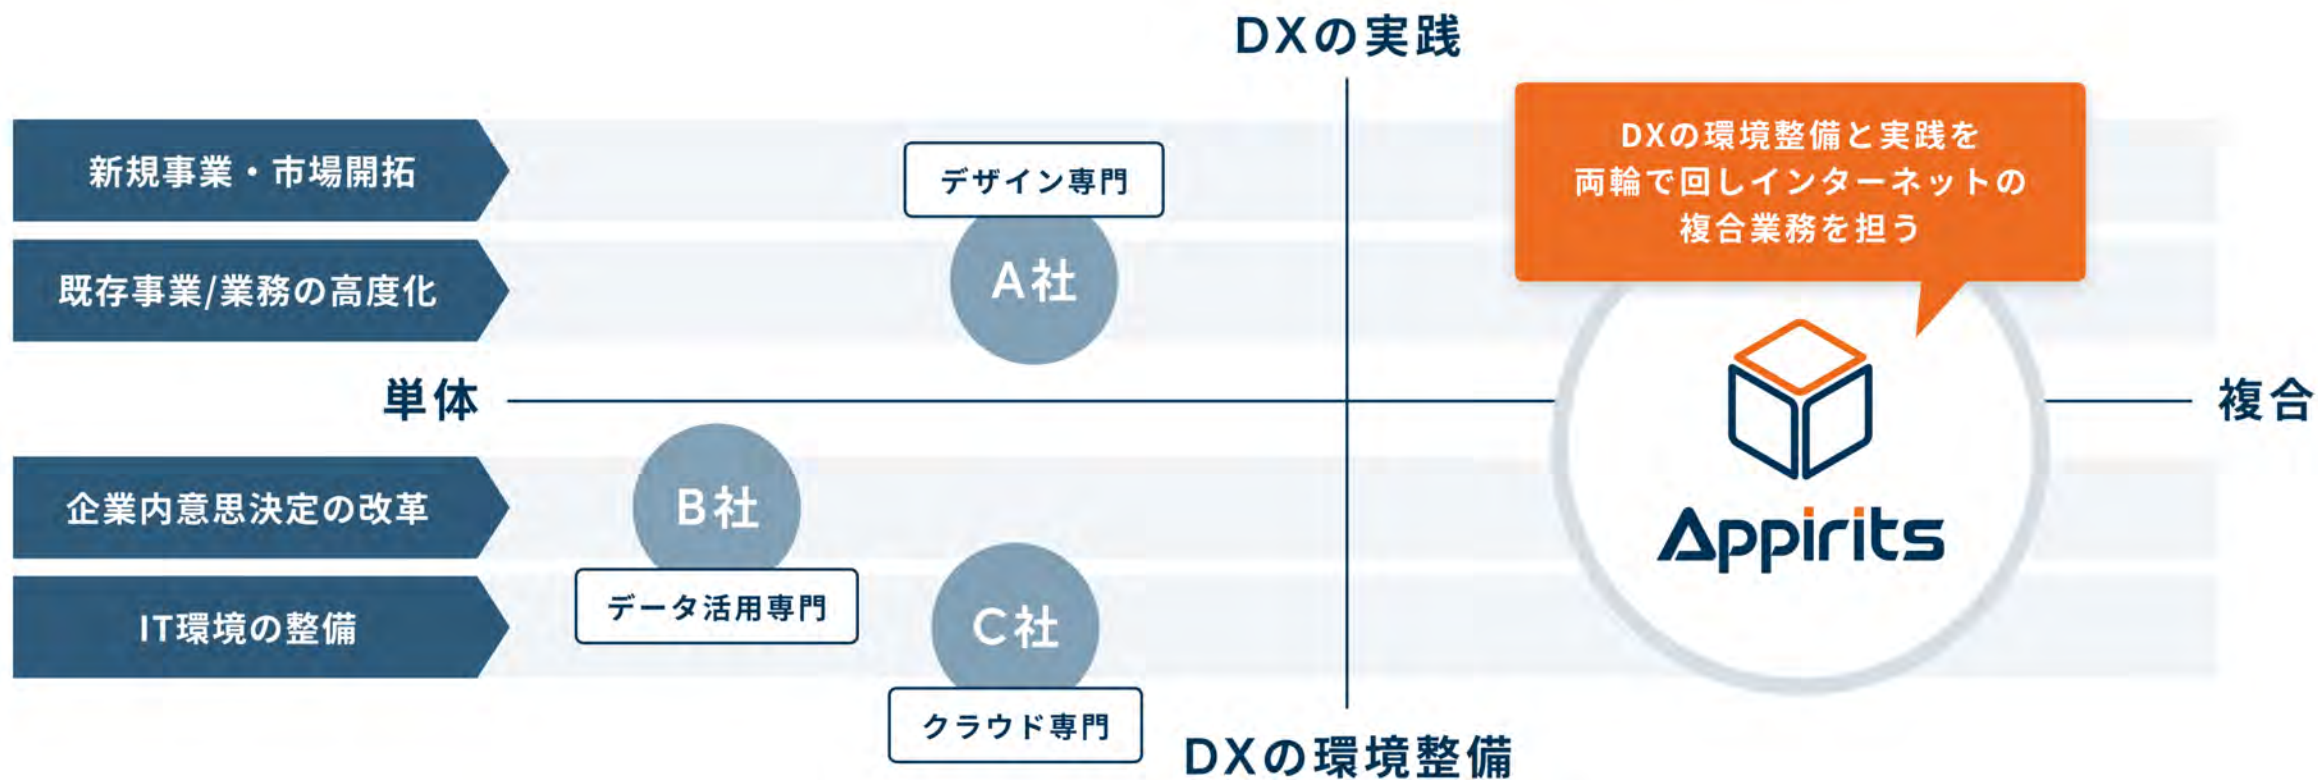 DXの実践
新規事業・市場開拓
既存事業/業務の高度化
デザイン専門
A社
DXの環境整備と実践を
両輪で回しインターネットの
複合業務を担う
単体
複合
Appirits
企業内意思決定の改革
IT環境の整備
B社
データ活用専門
C社
クラウド専門
DXの環境整備